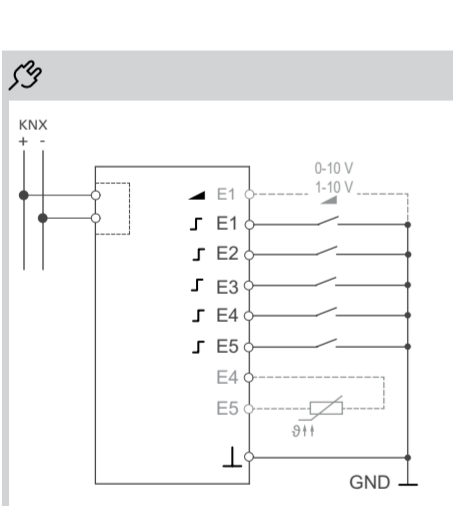 KNX
+ -
0-10 V
1-10 V
E1
E1
E2
E3
E4
E5
E4
E5
ϑ
GND